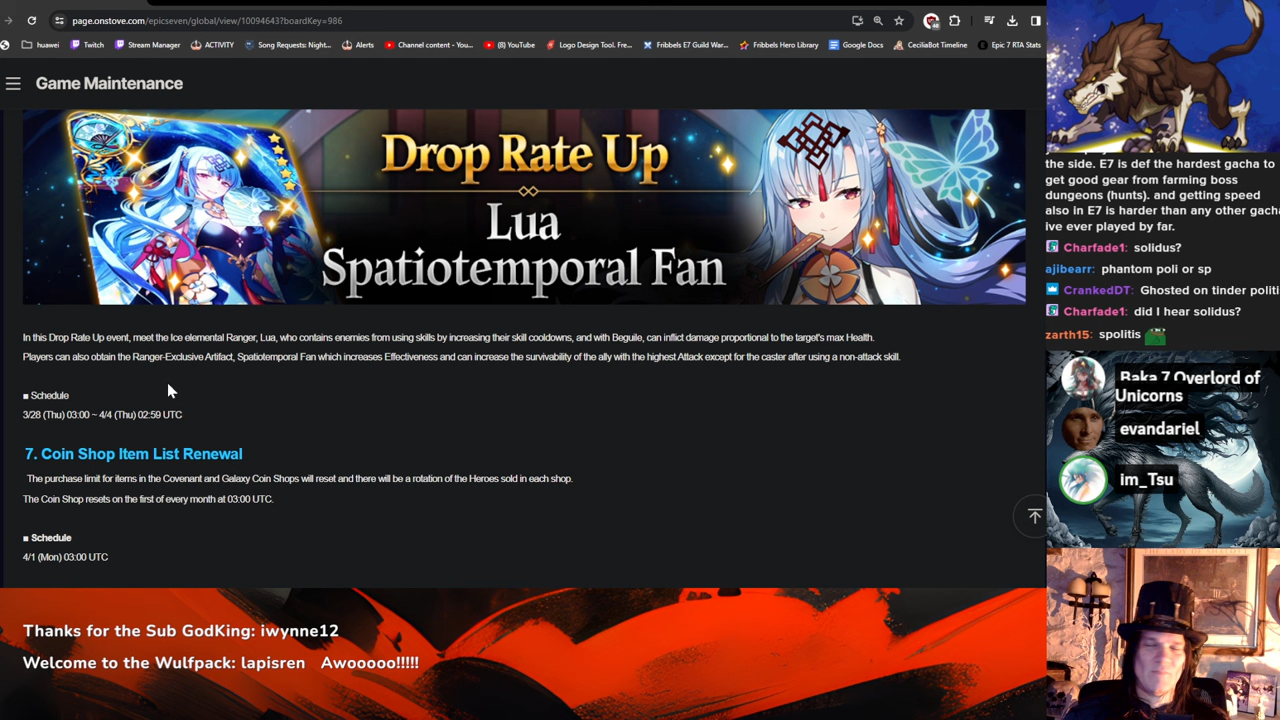 page.onstove.com/epicseven/global/view/10094643?boardKey=986
huawei Twitch Stream Manager ACTIVITY Song Requests: Night... Alerts Channel content - You... (8) YouTube Logo Design Tool. Fre... Fribbels E7 Guild War... Fribbels Hero Library Google Docs CeciliaBot Timeline Epic 7 RTA Stats
Game Maintenance
Drop Rate Up
Lua
Spatiotemporal Fan
In this Drop Rate Up event, meet the Ice elemental Ranger, Lua, who contains enemies from using skills by increasing their skill cooldowns, and with Beguile, can inflict damage proportional to the target's max Health.
Players can also obtain the Ranger-Exclusive Artifact, Spatiotemporal Fan which increases Effectiveness and can increase the survivability of the ally with the highest Attack except for the caster after using a non-attack skill.
■ Schedule
3/28 (Thu) 03:00 ~ 4/4 (Thu) 02:59 UTC
7. Coin Shop Item List Renewal
The purchase limit for items in the Covenant and Galaxy Coin Shops will reset and there will be a rotation of the Heroes sold in each shop.
The Coin Shop resets on the first of every month at 03:00 UTC.
■ Schedule
4/1 (Mon) 03:00 UTC
Thanks for the Sub GodKing: iwynne12
Welcome to the Wulfpack: lapisren Awooooo!!!!!
the side. E7 is def the hardest gacha to
get good gear from farming boss
dungeons (hunts). and getting speed
also in E7 is harder than any other gach
ive ever played by far.
Charfade1: solidus?
ajibearr: phantom poli or sp
CrankedDT: Ghosted on tinder politi
Charfade1: did I hear solidus?
zarth15: spolitis
Baka 7 Overlord of
Unicorns
evandariel
im_Tsu